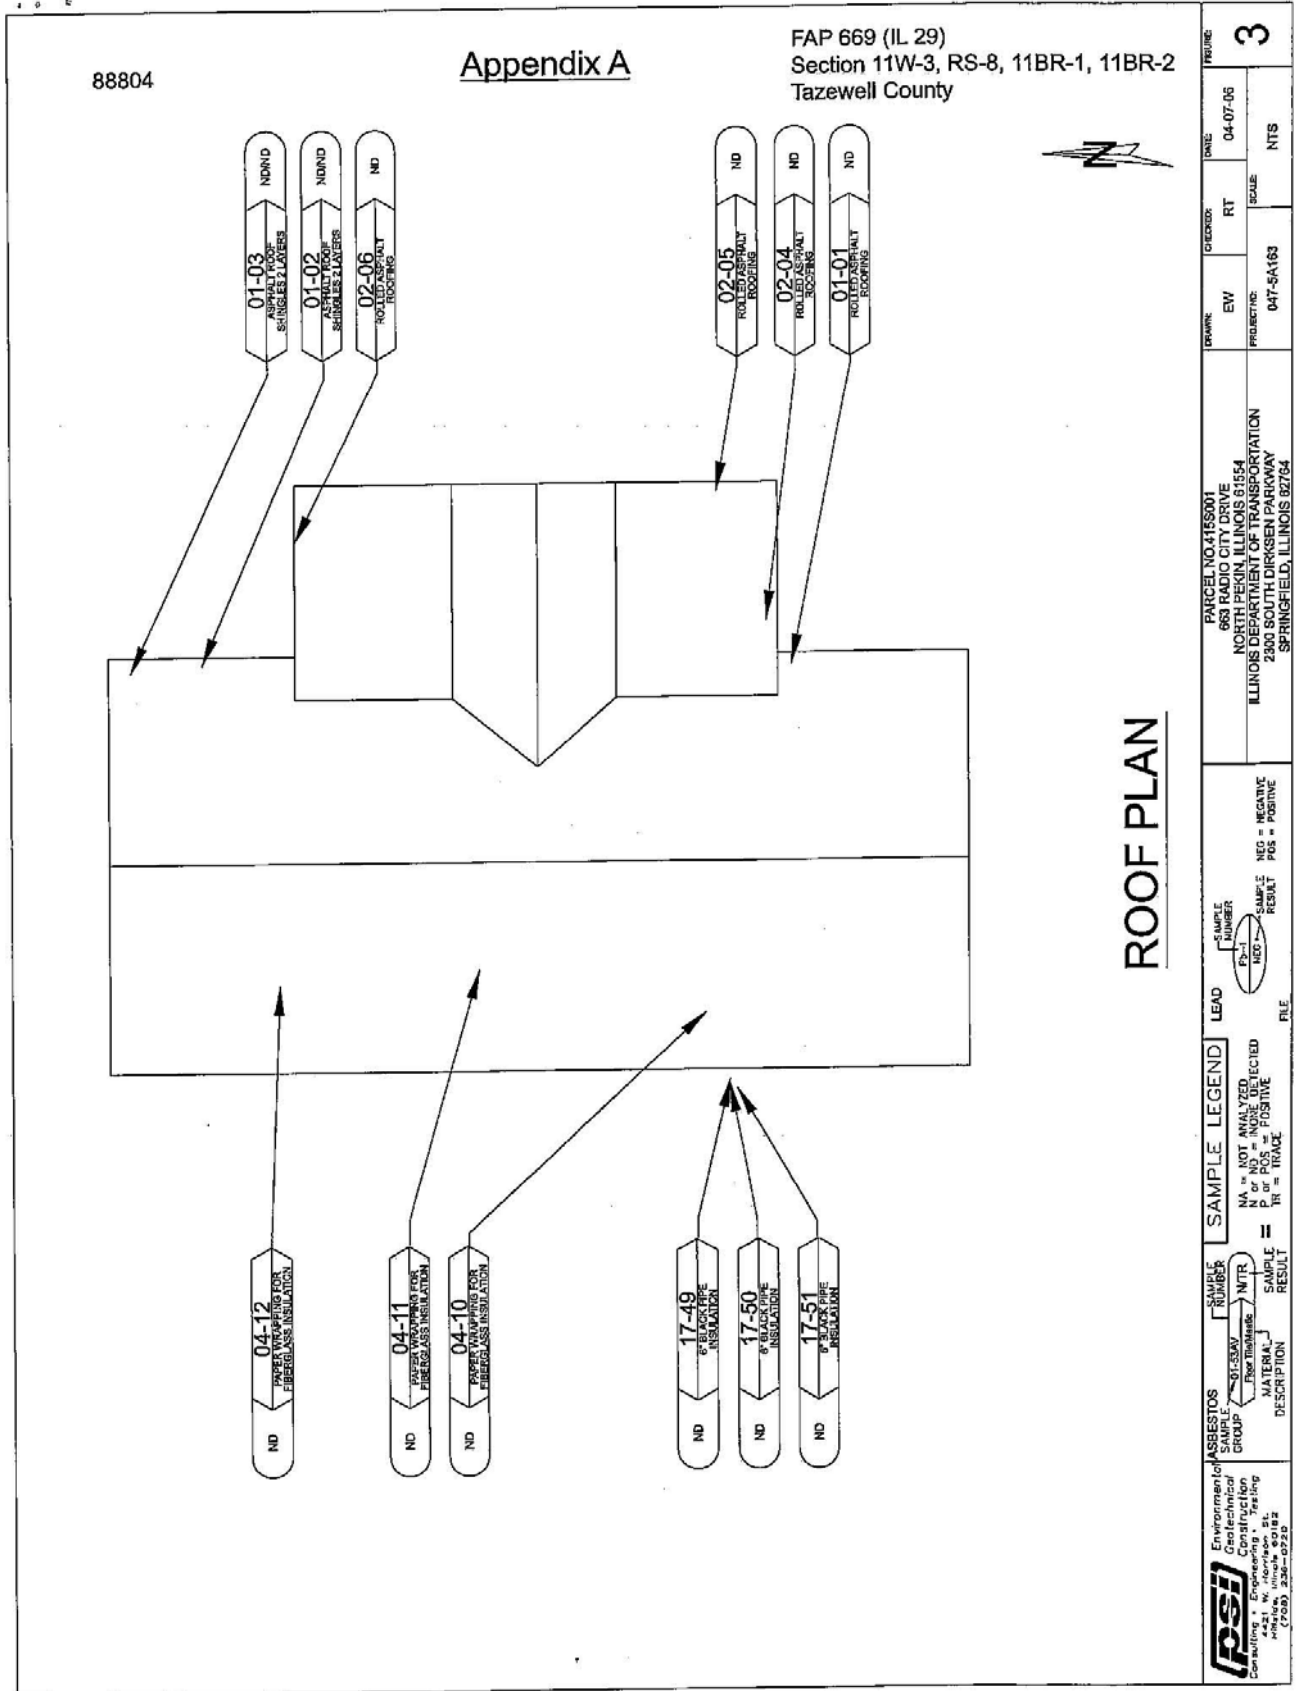 88804
Appendix A
FAP 669 (IL 29)
Section 11W-3, RS-8, 11BR-1, 11BR-2
Tazewell County
01-03
ASPHALT ROOF
SHINGLES 2 LAYERS
ND/ND
01-02
ASPHALT ROOF
SHINGLES 2 LAYERS
ND/ND
02-06
ROLLED ASPHALT
ROOFING
ND
02-05
ROLLED ASPHALT
ROOFING
ND
02-04
ROLLED ASPHALT
ROOFING
ND
01-01
ROLLED ASPHALT
ROOFING
ND
N
04-12
PAPER WRAPPING FOR
FIBERGLASS INSULATION
ND
04-11
PAPER WRAPPING FOR
FIBERGLASS INSULATION
ND
04-10
PAPER WRAPPING FOR
FIBERGLASS INSULATION
ND
17-49
6" BLACK PIPE
INSULATION
ND
17-50
6" BLACK PIPE
INSULATION
ND
17-51
6" BLACK PIPE
INSULATION
ND
ROOF PLAN
psi
Environmental
Geotechnical
Construction
Consulting • Engineering • Testing
4421 W. Harrison St.
Hillside, Illinois 60162
(708) 236-0720
SAMPLE LEGEND
ASBESTOS
SAMPLE
GROUP
SAMPLE
NUMBER
01-53AV
Floor Tile/Mastic
N/TR
MATERIAL
DESCRIPTION
SAMPLE
RESULT
=
NA = NOT ANALYZED
N or ND = NONE DETECTED
P or POS = POSITIVE
TR = TRACE
LEAD
SAMPLE
NUMBER
Pb-1
NEG
SAMPLE
RESULT
NEG = NEGATIVE
POS = POSITIVE
FILE
PARCEL NO.415S001
663 RADIO CITY DRIVE
NORTH PEKIN, ILLINOIS 61554
ILLINOIS DEPARTMENT OF TRANSPORTATION
2300 SOUTH DIRKSEN PARKWAY
SPRINGFIELD, ILLINOIS 62764
DRAWN:
EW
CHECKED:
RT
DATE:
04-07-06
PROJECT NO:
047-5A163
SCALE:
NTS
FIGURE:
3